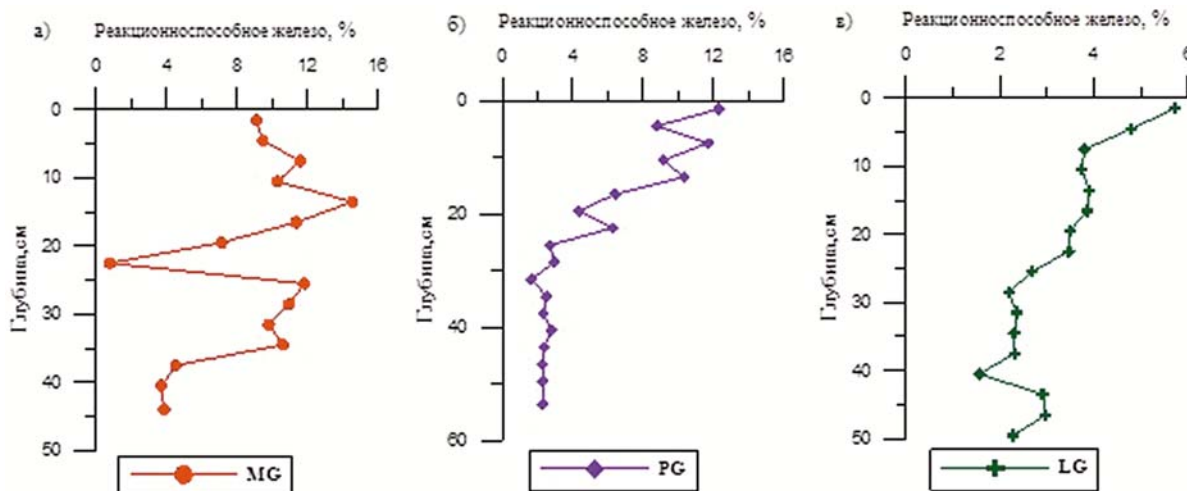 а) Реакционноспособное железо, %
0 4 8 12 16
0
10
20
30
40
50
Глубина,см
MG
б) Реакционноспособное железо, %
0 4 8 12 16
0
20
40
60
Глубина,см
PG
в) Реакционноспособное железо, %
0 2 4 6
0
10
20
30
40
50
Глубина,см
LG